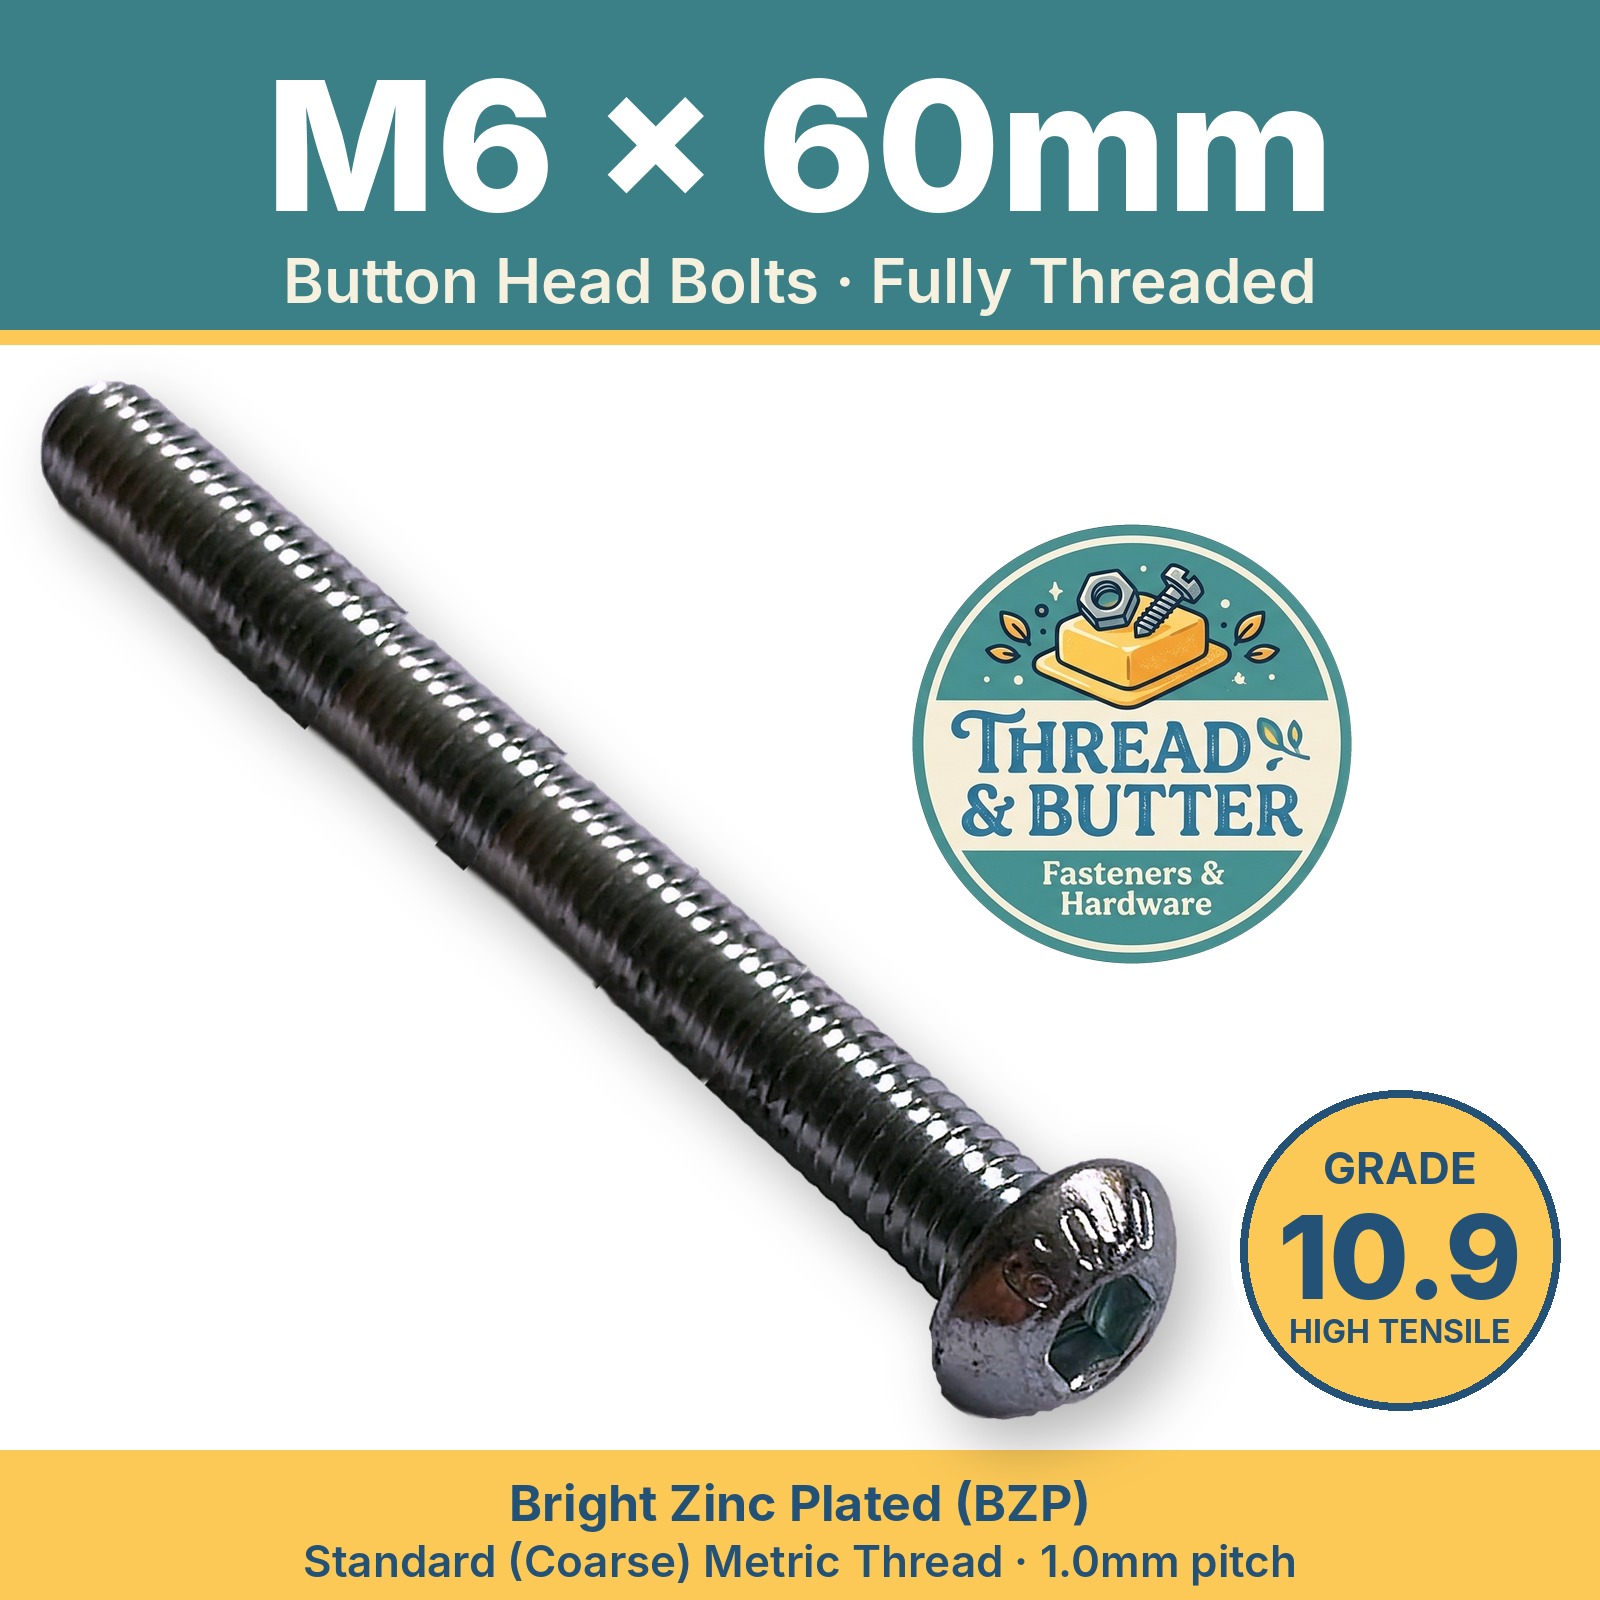 M6 × 60mm
Button Head Bolts · Fully Threaded
THREAD
& BUTTER
Fasteners &
Hardware
GRADE
10.9
HIGH TENSILE
Bright Zinc Plated (BZP)
Standard (Coarse) Metric Thread · 1.0mm pitch